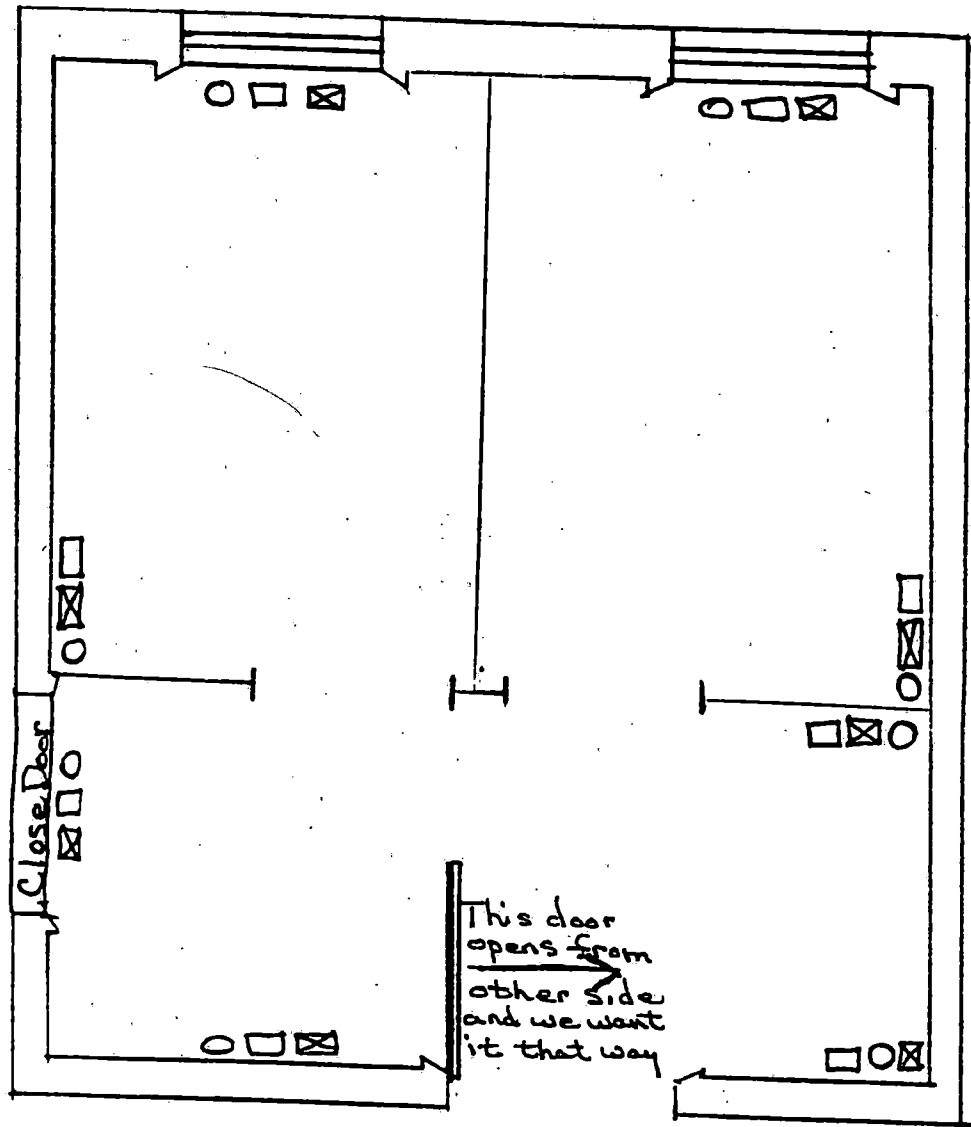 Close Door
This door
opens from
other side
and we want
it that way